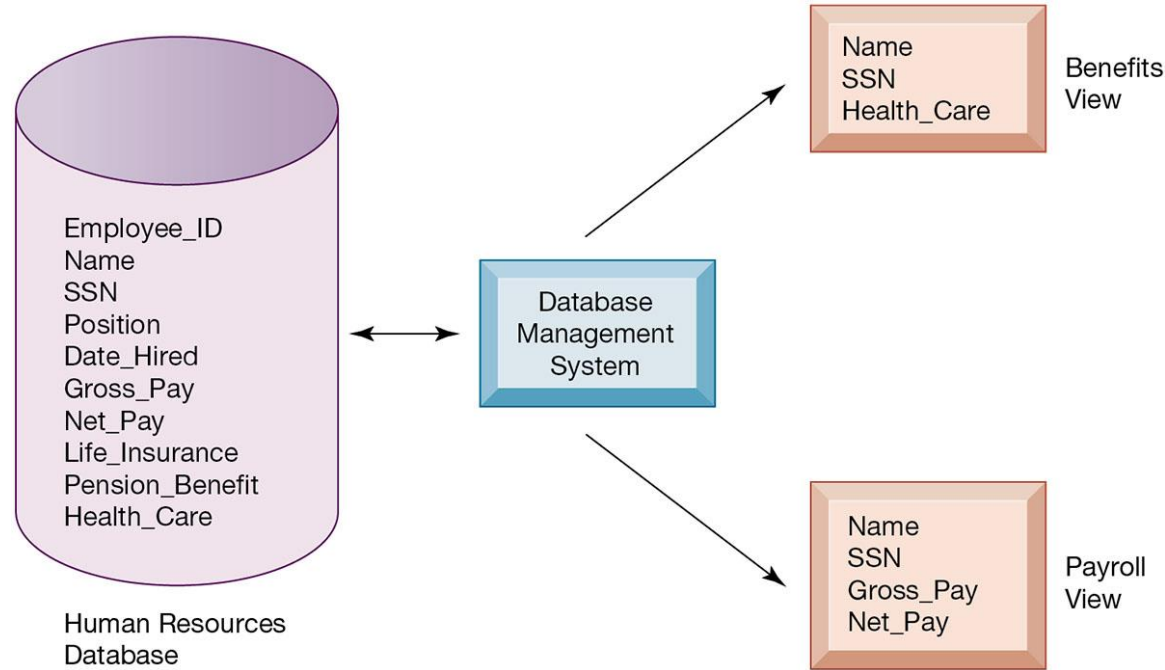 Employee_ID
Name
SSN
Position
Date_Hired
Gross_Pay
Net_Pay
Life_Insurance
Pension_Benefit
Health_Care
Human Resources
Database
Database
Management
System
Name
SSN
Health_Care
Benefits
View
Name
SSN
Gross_Pay
Net_Pay
Payroll
View